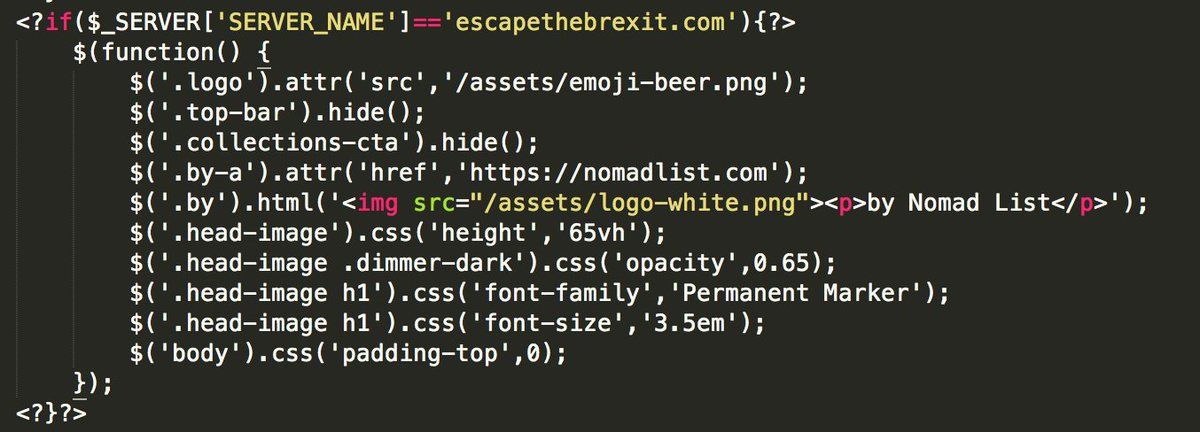 <?if($_SERVER['SERVER_NAME']=='escapethebrexit.com'){?>
$(function() {
$('.logo').attr('src','/assets/emoji-beer.png');
$('.top-bar').hide();
$('.collections-cta').hide();
$('.by-a').attr('href','https://nomadlist.com');
$('.by').html('<img src="/assets/logo-white.png"><p>by Nomad List</p>');
$('.head-image').css('height','65vh');
$('.head-image .dimmer-dark').css('opacity',0.65);
$('.head-image h1').css('font-family','Permanent Marker');
$('.head-image h1').css('font-size','3.5em');
$('body').css('padding-top',0);
});
<?}?>